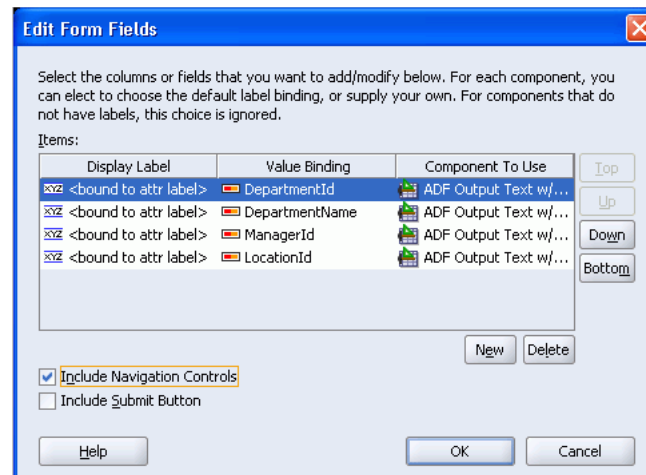 Edit Form Fields
Select the columns or fields that you want to add/modify below. For each component, you
can elect to choose the default label binding, or supply your own. For components that do
not have labels, this choice is ignored.
Items:
Display Label Value Binding Component To Use
XYZ <bound to attr label> DepartmentId ADF Output Text w/...
XYZ <bound to attr label> DepartmentName ADF Output Text w/...
XYZ <bound to attr label> ManagerId ADF Output Text w/...
XYZ <bound to attr label> LocationId ADF Output Text w/...
Top
Up
Down
Bottom
New Delete
Include Navigation Controls
Include Submit Button
Help OK Cancel